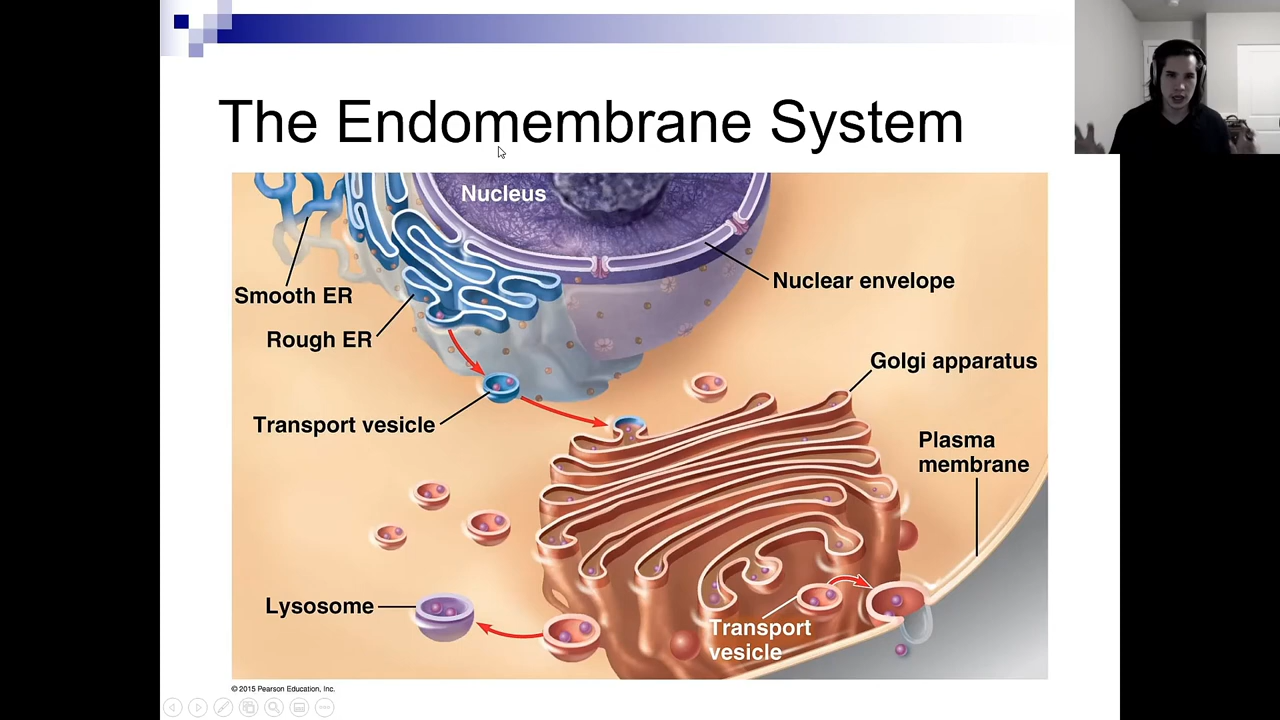 The Endomembrane System
Nucleus
Nuclear envelope
Smooth ER
Rough ER
Golgi apparatus
Transport vesicle
Plasma
membrane
Lysosome
Transport
vesicle
© 2015 Pearson Education, Inc.